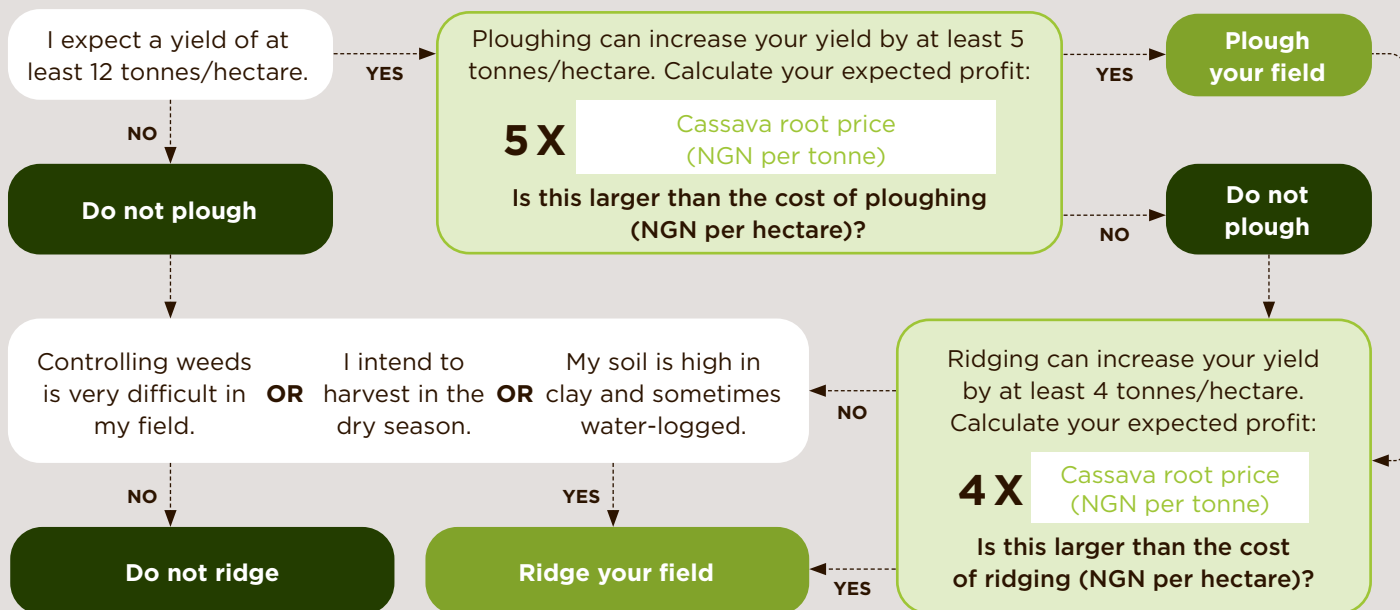 I expect a yield of at
least 12 tonnes/hectare.
YES
NO
Ploughing can increase your yield by at least 5
tonnes/hectare. Calculate your expected profit:
5 X
Cassava root price
(NGN per tonne)
Is this larger than the cost of ploughing
(NGN per hectare)?
YES
NO
Plough
your field
Do not plough
Do not
plough
Controlling weeds
is very difficult in
my field.
OR
I intend to
harvest in the
dry season.
OR
My soil is high in
clay and sometimes
water-logged.
NO
YES
Ridging can increase your yield
by at least 4 tonnes/hectare.
Calculate your expected profit:
4 X
Cassava root price
(NGN per tonne)
Is this larger than the cost
of ridging (NGN per hectare)?
NO
YES
Do not ridge
Ridge your field